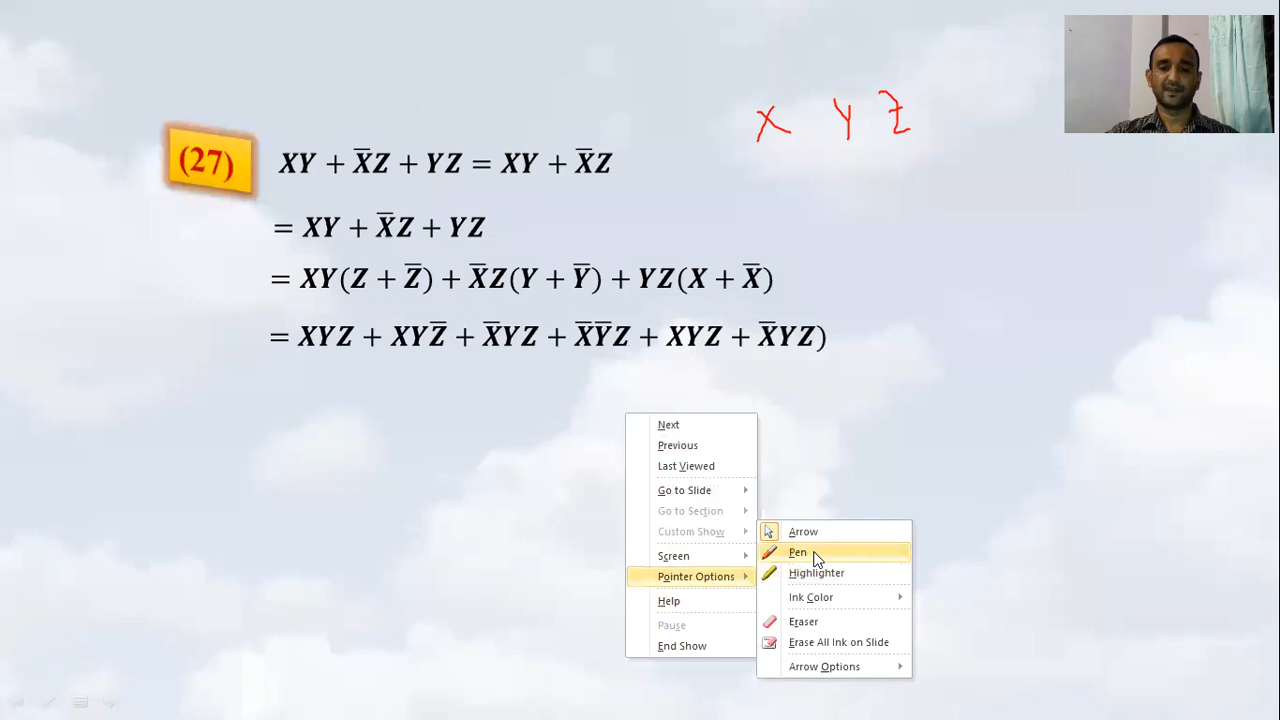 X Y Z
(27) XY + X̅Z + YZ = XY + X̅Z
= XY + X̅Z + YZ
= XY(Z + Z̅) + X̅Z(Y + Y̅) + YZ(X + X̅)
= XYZ + XYZ̅ + X̅YZ + X̅Y̅Z + XYZ + X̅YZ)
Next
Previous
Last Viewed
Go to Slide
Go to Section
Custom Show
Screen
Pointer Options
Help
Pause
End Show
Arrow
Pen
Highlighter
Ink Color
Eraser
Erase All Ink on Slide
Arrow Options